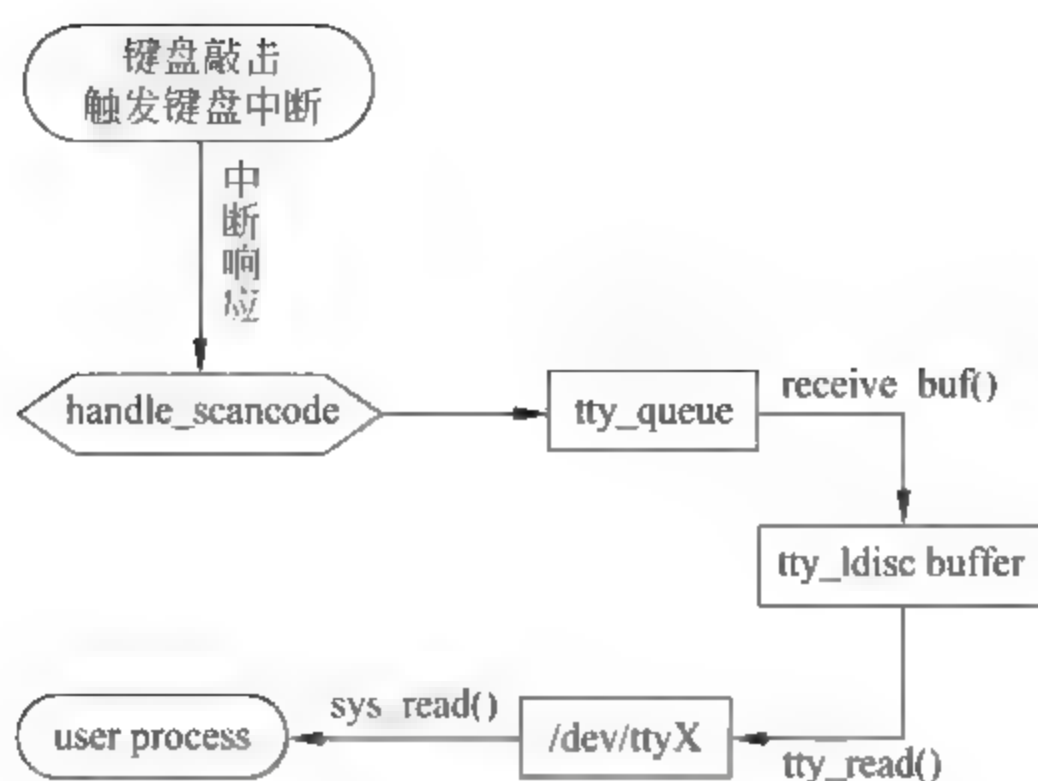 键盘敲击
触发键盘中断
中断响应
handle_scancode
tty_queue
receive_buf()
tty_ldisc buffer
tty_read()
/dev/ttyX
sys_read()
user process